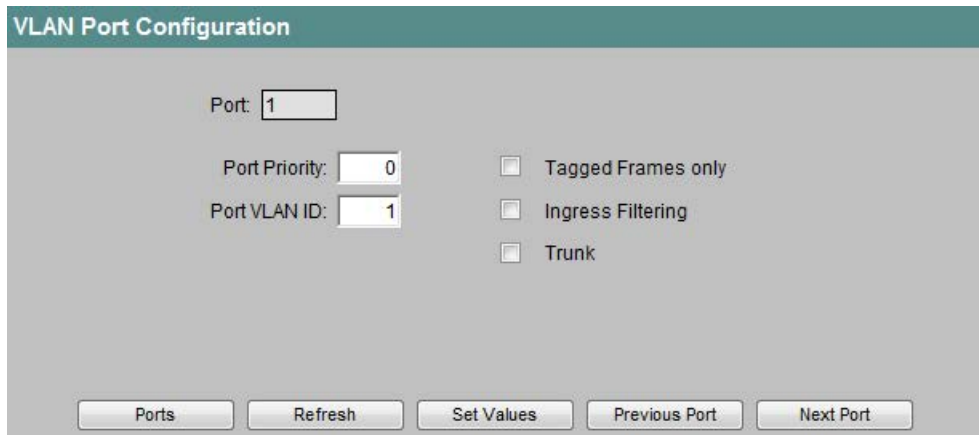 VLAN Port Configuration
Port: 1
Port Priority: 0 Tagged Frames only
Port VLAN ID: 1 Ingress Filtering
Trunk
Ports Refresh Set Values Previous Port Next Port